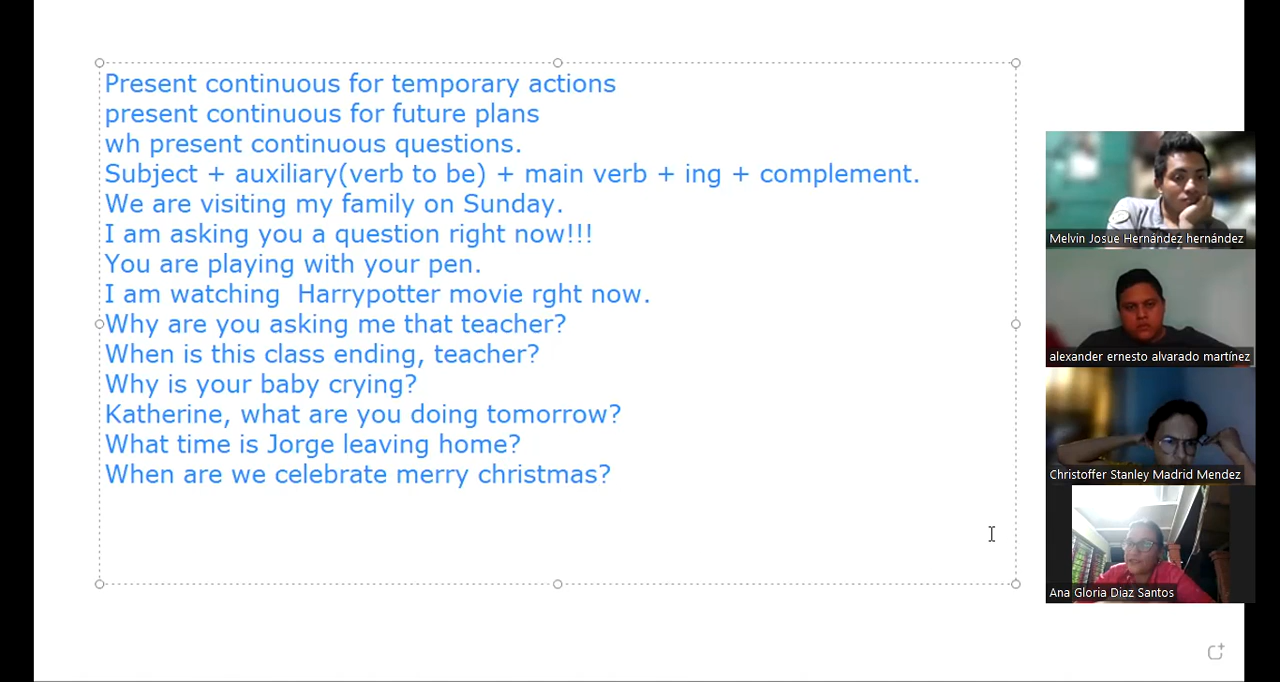 Present continuous for temporary actions
present continuous for future plans
wh present continuous questions.
Subject + auxiliary(verb to be) + main verb + ing + complement.
We are visiting my family on Sunday.
I am asking you a question right now!!!
You are playing with your pen.
I am watching  Harrypotter movie rght now.
Why are you asking me that teacher?
When is this class ending, teacher?
Why is your baby crying?
Katherine, what are you doing tomorrow?
What time is Jorge leaving home?
When are we celebrate merry christmas?
Melvin Josue Hernández hernández
alexander ernesto alvarado martínez
Christoffer Stanley Madrid Mendez
Ana Gloria Diaz Santos